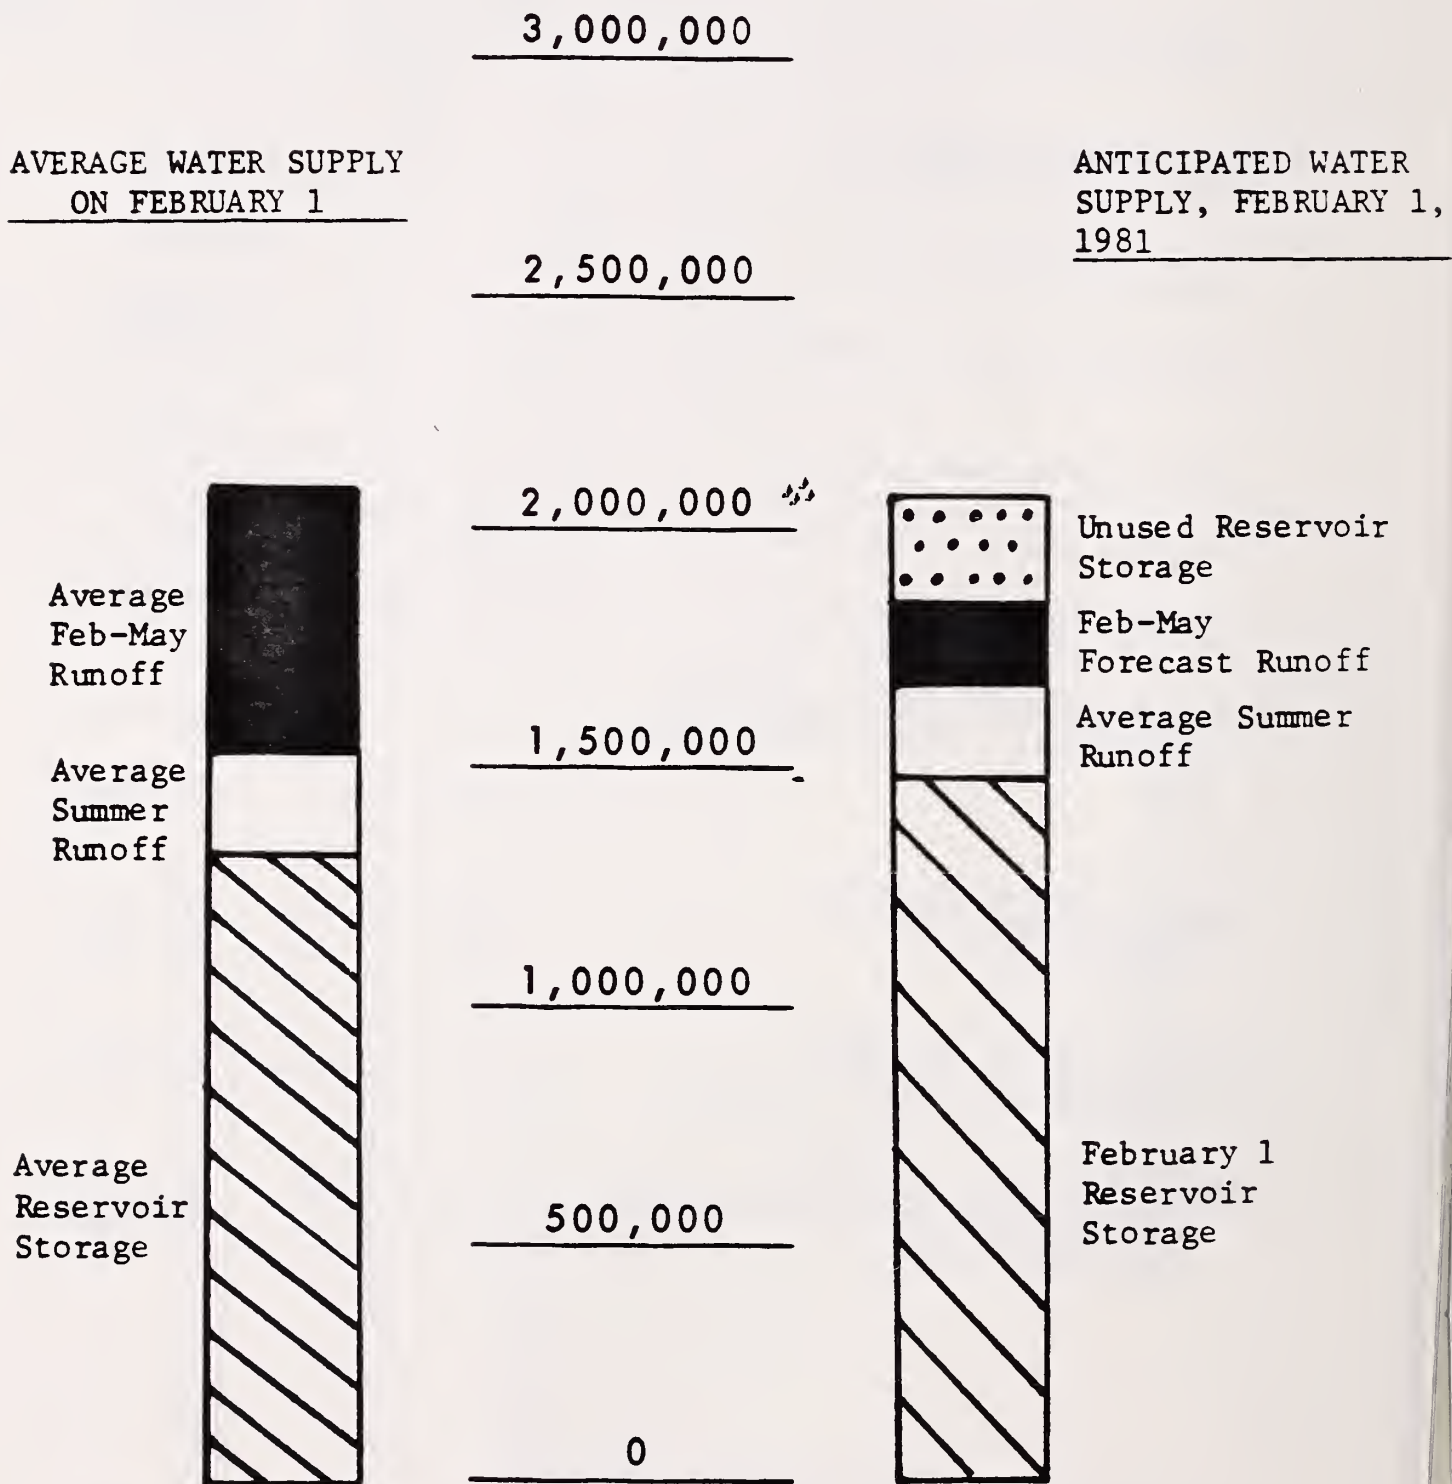 3,000,000
AVERAGE WATER SUPPLY
ON FEBRUARY 1
ANTICIPATED WATER
SUPPLY, FEBRUARY 1,
1981
2,500,000
2,000,000
Unused Reservoir
Storage
Average
Feb-May
Runoff
Feb-May
Forecast Runoff
Average Summer
Runoff
1,500,000
Average
Summer
Runoff
1,000,000
Average
Reservoir
Storage
February 1
Reservoir
Storage
500,000
0